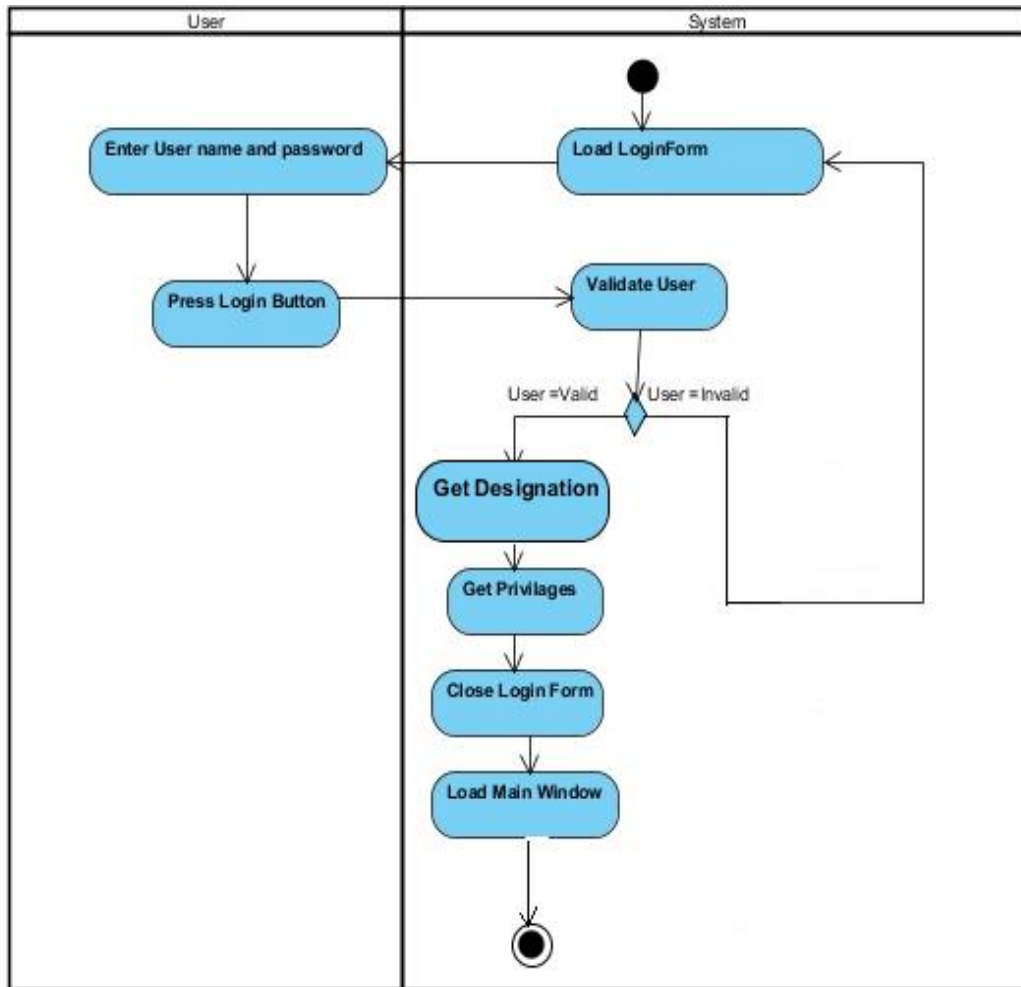 User
System
Enter User name and password
Load LoginForm
Press Login Button
Validate User
User =Valid
User =Invalid
Get Designation
Get Privilages
Close Login Form
Load Main Window